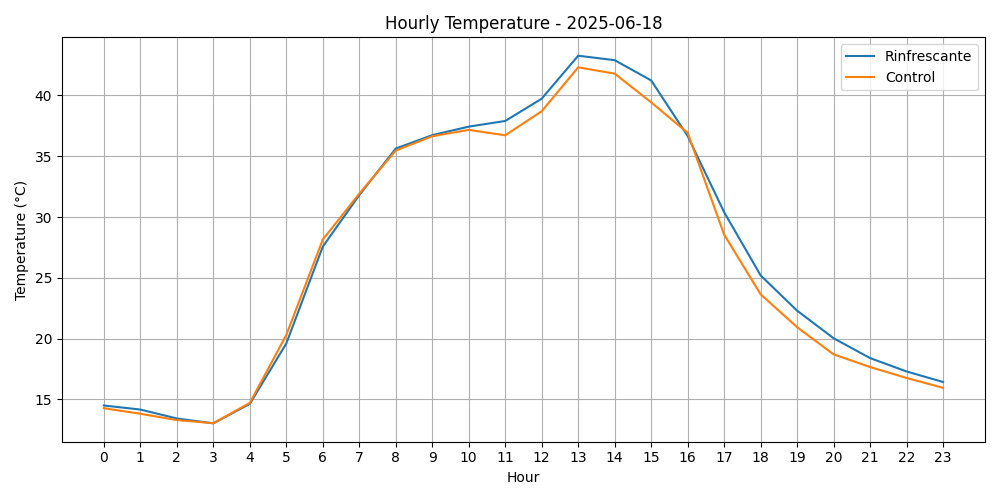 Hourly Temperature - 2025-06-18
Rinfrescante
Control
Temperature (°C)
40
35
30
25
20
15
0 1 2 3 4 5 6 7 8 9 10 11 12 13 14 15 16 17 18 19 20 21 22 23
Hour